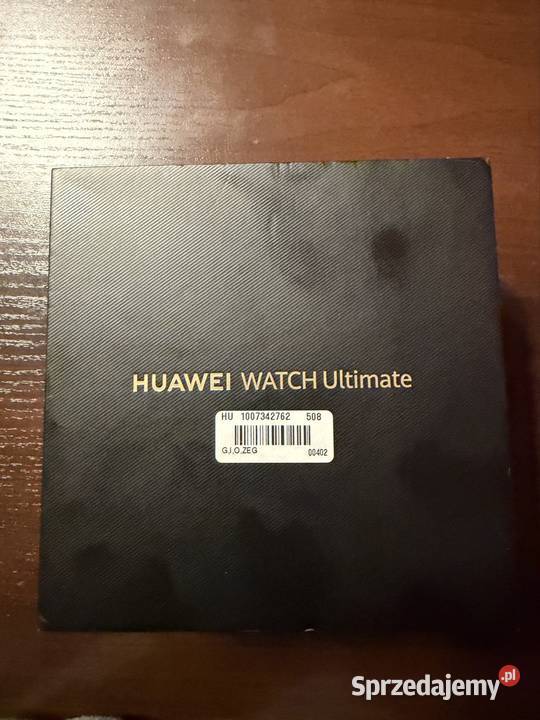 HUAWEI WATCH Ultimate
HU 1007342762 508
G,I,O,ZEG 00402
Sprzedajemy.pl